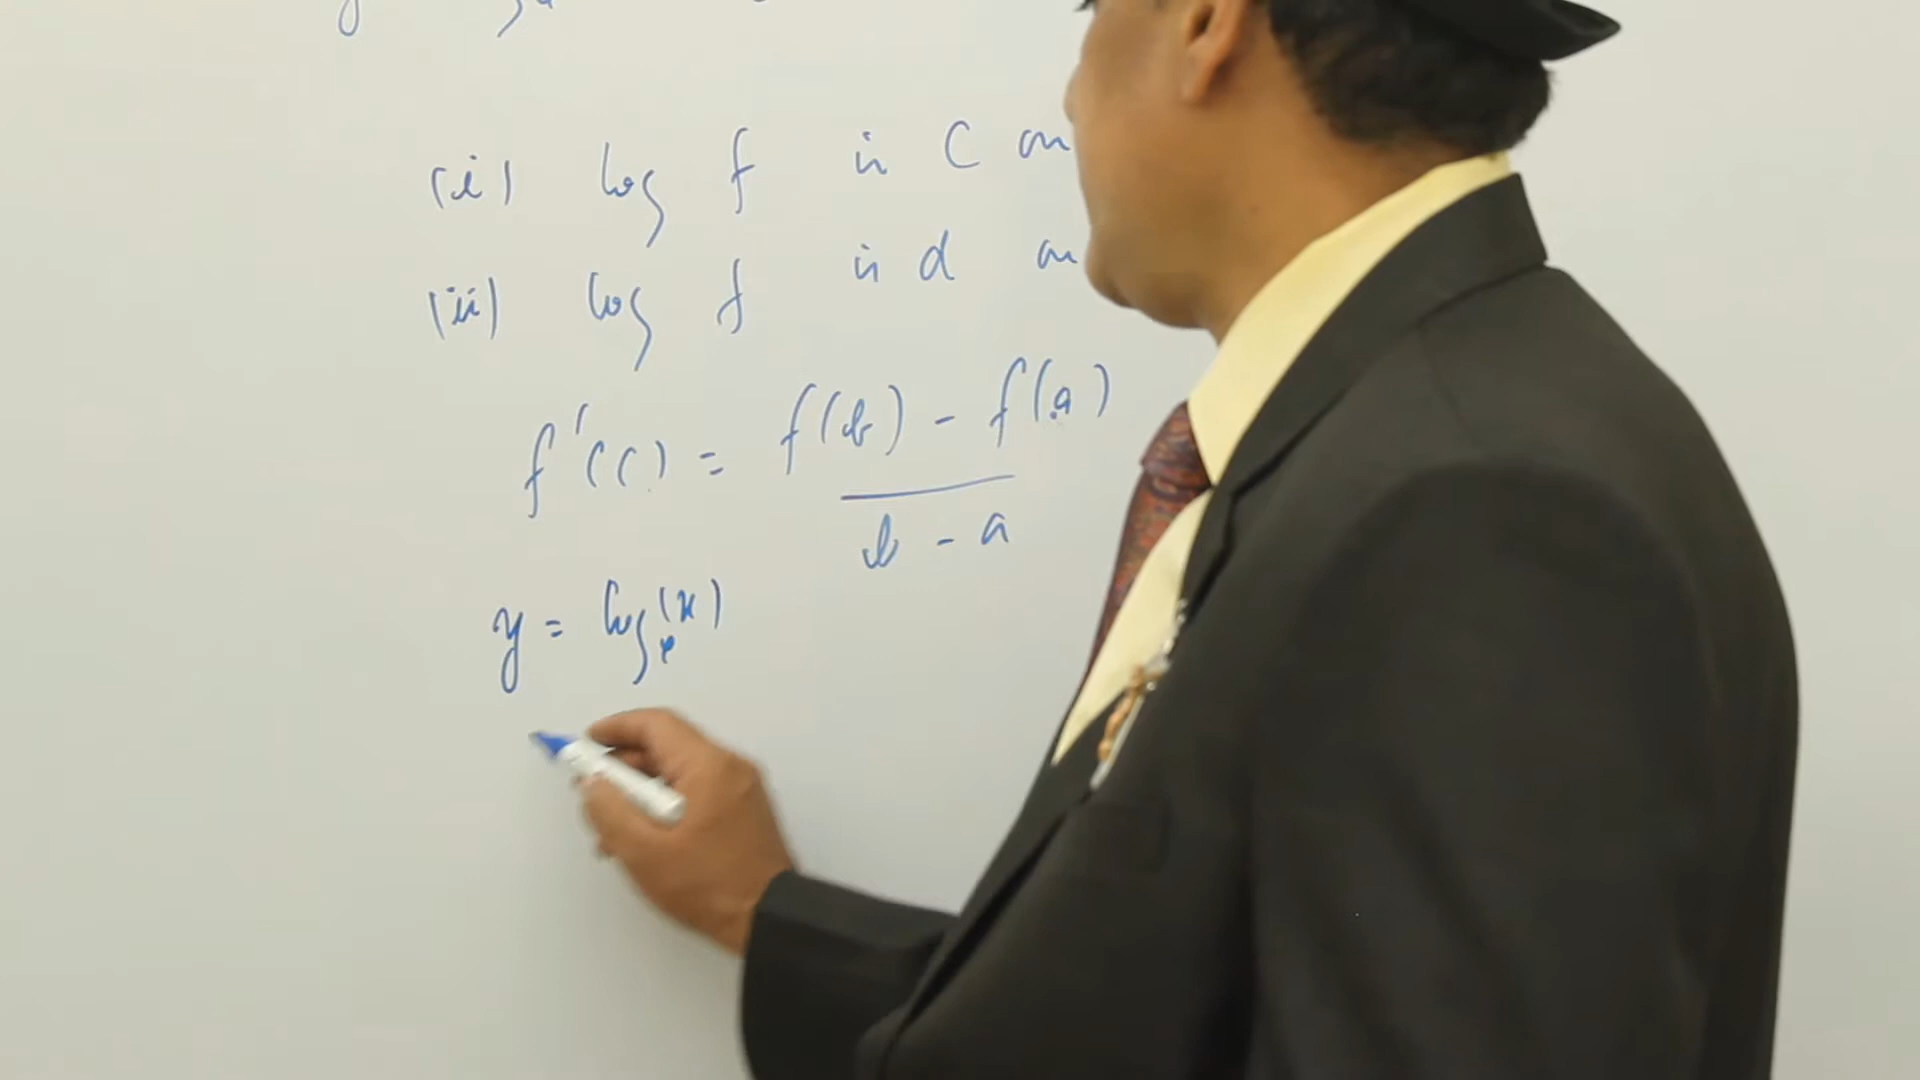 (i) log f is C on
(ii) log f is d on
f'(c) = f(b) - f(a)
b - a
y = log e (x)